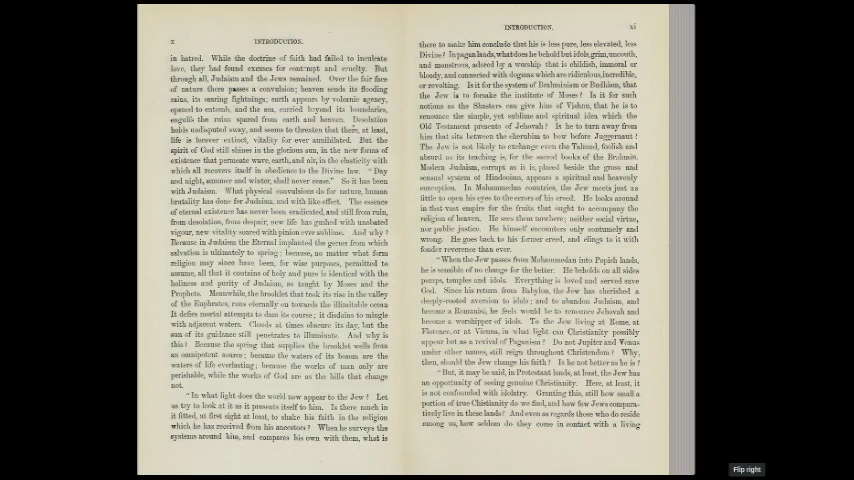 x
INTRODUCTION.
in hatred. While the doctrine of faith had failed to inculcate
love, they had found excuses for contempt and cruelty. But
through all, Judaism and the Jews remained. Over the fair face
of nature there passes a convulsion; heaven sends its flooding
rains, its searing lightnings; earth appears by volcanic agency,
opened to entomb, and the sea, carried beyond its boundaries,
engulfs the ruins spared from earth and heaven. Desolation
holds undisputed sway, and seems to threaten that there, at least,
life is forever extinct, vitality for ever annihilated. But the
spirit of God still shines in the glorious sun, in the new forms of
existence that permeate wave, earth, and air, in the elasticity with
which all recovers itself in obedience to the Divine law. "Day
and night, summer and winter, shall never cease." So it has been
with Judaism. What physical convulsions do for nature, human
brutality has done for Judaism, and with like effect. The essence
of eternal existence has never been eradicated, and still from ruin,
from desolation, from despair, new life has gushed with unabated
vigour, new vitality soared with pinion ever sublime. And why?
Because in Judaism the Eternal implanted the germs from which
salvation is ultimately to spring; because, no matter what form
religion may since have been, for wise purposes, permitted to
assume, all that it contains of holy and pure is identical with the
holiness and purity of Judaism, as taught by Moses and the
Prophets. Meanwhile, the brooklet that took its rise in the valley
of the Euphrates, runs eternally on towards the illimitable ocean
It defies mortal attempts to dam its course; it disdains to mingle
with adjacent waters. Clouds at times obscure its day, but the
sun of its guidance still penetrates to illuminate. And why is
this? Because the spring that supplies the brooklet wells from
an omnipotent source; because the waters of its bosom are the
waters of life everlasting; because the works of man only are
perishable, while the works of God are as the hills that change
not.
"In what light does the world now appear to the Jew? Let
us try to look at it as it presents itself to him. Is there much in
it fitted, at first sight at least, to shake his faith in the religion
which he has received from his ancestors? When he surveys the
systems around him, and compares his own with them, what is
INTRODUCTION.
xi
there to make him conclude that his is less pure, less elevated, less
Divine? In pagan lands, what does he behold but idols, grim, uncouth,
and monstrous, adored by a worship that is childish, immoral or
bloody, and connected with dogmas which are ridiculous, incredible,
or revolting. Is it for the system of Brahminism or Budhism, that
the Jew is to forsake the institute of Moses? Is it for such
notions as the Shasters can give him of Vishnu, that he is to
renounce the simple, yet sublime and spiritual idea which the
Old Testament presents of Jehovah? Is he to turn away from
him that sits between the cherubim to bow before Juggernaut?
The Jew is not likely to exchange even the Talmud, foolish and
absurd as its teaching is, for the sacred books of the Brahmin.
Modern Judaism, corrupt as it is, placed beside the gross and
sensual system of Hindooism, appears a spiritual and heavenly
conception. In Mohammedan countries, the Jew meets just as
little to open his eyes to the errors of his creed. He looks around
in that vast empire for the fruits that ought to accompany the
religion of heaven. He sees them nowhere; neither social virtue,
nor public justice. He himself encounters only contumely and
wrong. He goes back to his former creed, and clings to it with
fonder reverence than ever.
"When the Jew passes from Mohammedan into Popish lands,
he is sensible of no change for the better. He beholds on all sides
pomps, temples and idols. Everything is loved and served save
God. Since his return from Babylon, the Jew has cherished a
deeply-rooted aversion to idols; and to abandon Judaism, and
become a Romanist, he feels would be to renounce Jehovah and
become a worshipper of idols. To the Jew living at Rome, at
Florence, or at Vienna, in what light can Christianity possibly
appear but as a revival of Paganism? Do not Jupiter and Venus
under other names, still reign throughout Christendom? Why,
then, should the Jew change his faith? Is he not better as he is?
"But, it may be said, in Protestant lands, at least, the Jew has
an opportunity of seeing genuine Christianity. Here, at least, it
is not confounded with idolatry. Granting this, still how small a
portion of true Chistianity do we find, and how few Jews compara-
tively live in these lands? And even as regards those who do reside
among us, how seldom do they come in contact with a living
Flip right